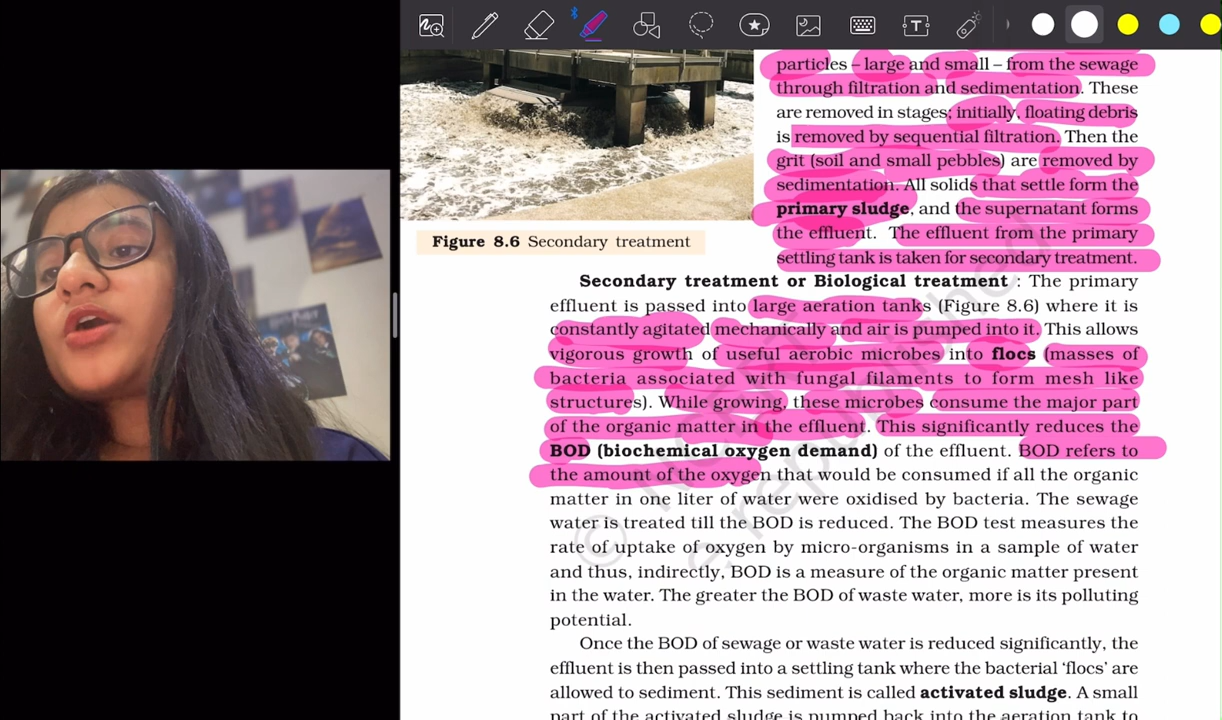 particles – large and small – from the sewage
through filtration and sedimentation. These
are removed in stages; initially, floating debris
is removed by sequential filtration. Then the
grit (soil and small pebbles) are removed by
sedimentation. All solids that settle form the
primary sludge, and the supernatant forms
the effluent. The effluent from the primary
settling tank is taken for secondary treatment.
Figure 8.6 Secondary treatment
Secondary treatment or Biological treatment : The primary
effluent is passed into large aeration tanks (Figure 8.6) where it is
constantly agitated mechanically and air is pumped into it. This allows
vigorous growth of useful aerobic microbes into flocs (masses of
bacteria associated with fungal filaments to form mesh like
structures). While growing, these microbes consume the major part
of the organic matter in the effluent. This significantly reduces the
BOD (biochemical oxygen demand) of the effluent. BOD refers to
the amount of the oxygen that would be consumed if all the organic
matter in one liter of water were oxidised by bacteria. The sewage
water is treated till the BOD is reduced. The BOD test measures the
rate of uptake of oxygen by micro-organisms in a sample of water
and thus, indirectly, BOD is a measure of the organic matter present
in the water. The greater the BOD of waste water, more is its polluting
potential.
Once the BOD of sewage or waste water is reduced significantly, the
effluent is then passed into a settling tank where the bacterial ‘flocs’ are
allowed to sediment. This sediment is called activated sludge. A small
part of the activated sludge is pumped back into the aeration tank to